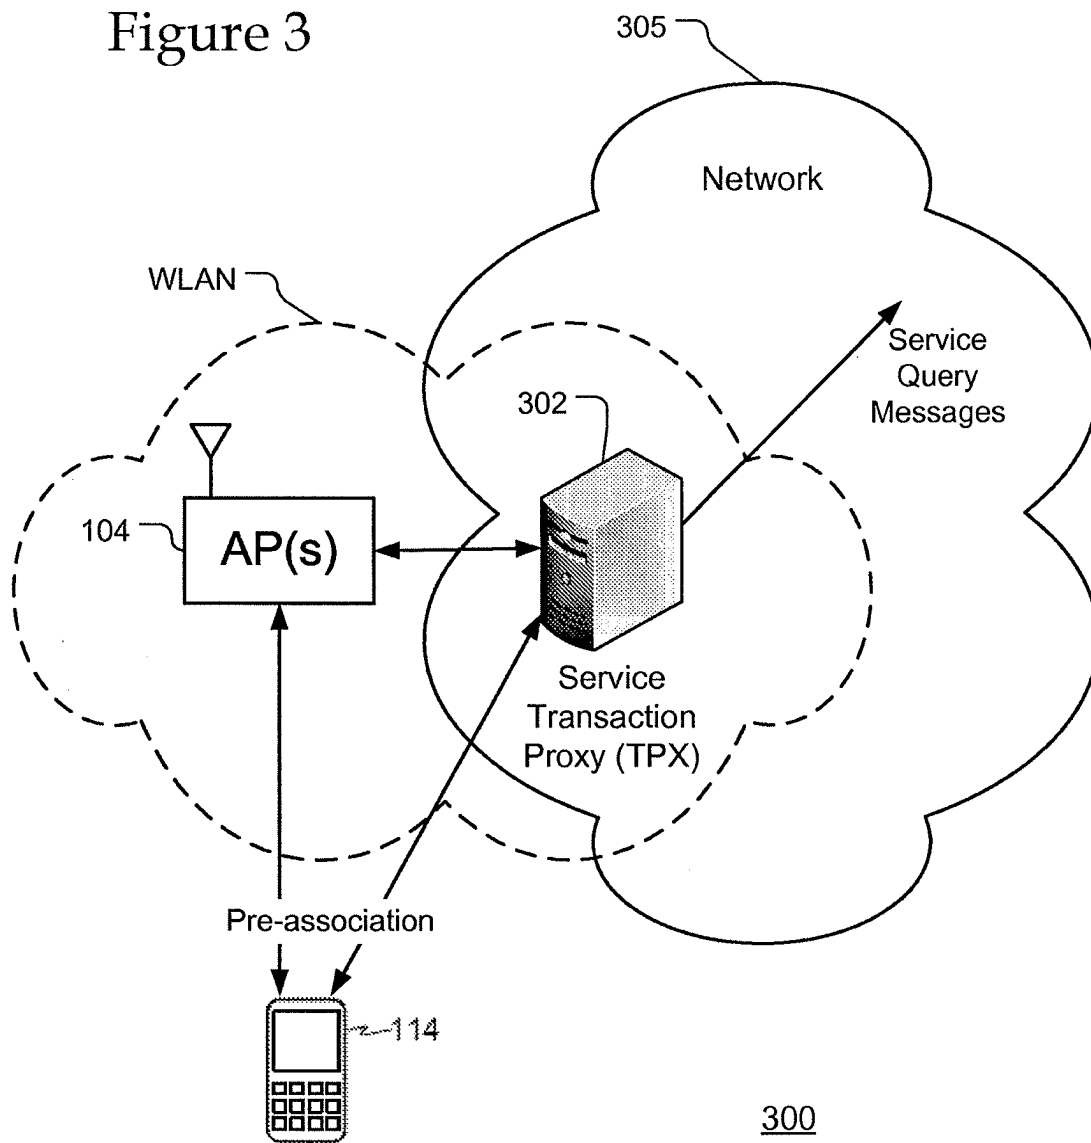 Figure 3
305
Network
WLAN
Service
Query
Messages
302
104
AP(s)
Service
Transaction
Proxy (TPX)
Pre-association
114
300